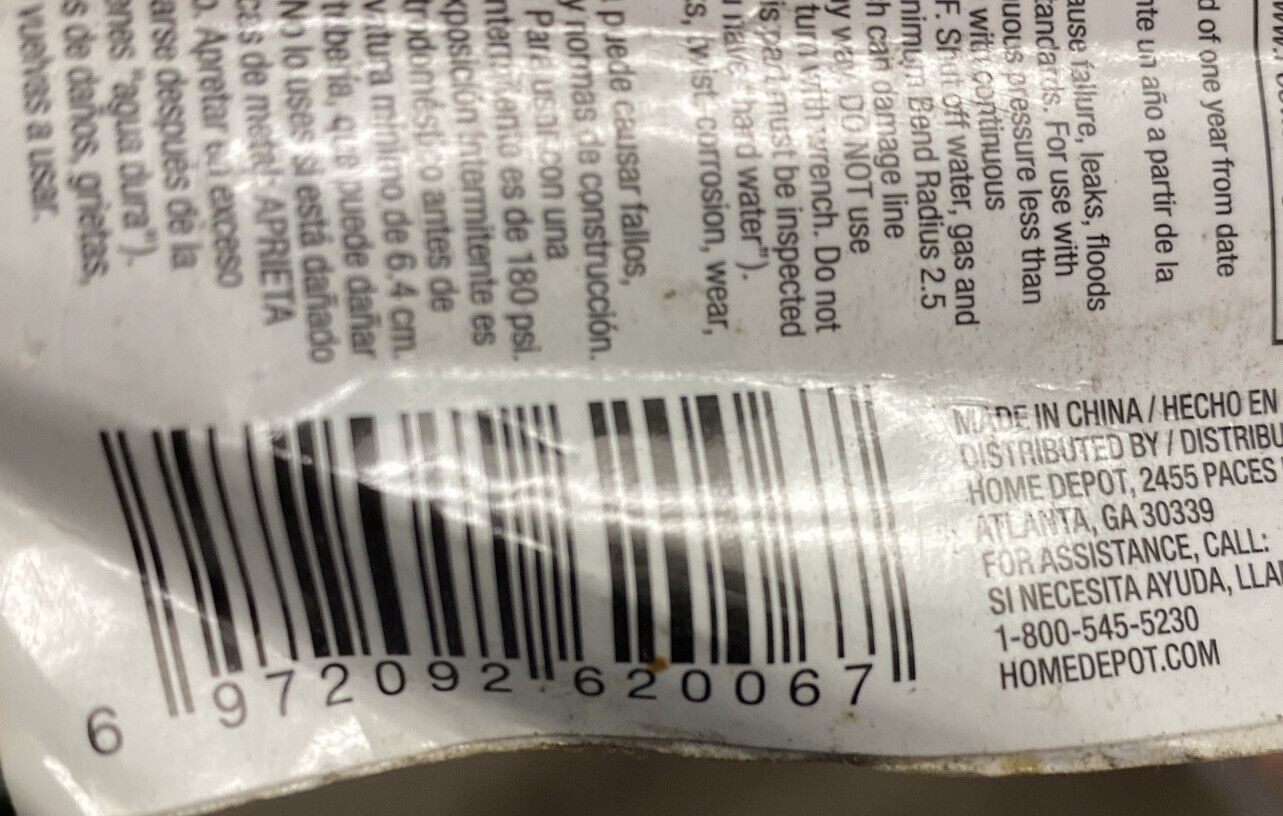 d of one year from date
nte un año a partir de la
ause failure, leaks, floods
tandards. For use with
uous pressure less than
with continuous
F. Shut off water, gas and
nimum Bend Radius 2.5
h can damage line
y way. DO NOT use
turn with wrench. Do not
is part must be inspected
have "hard water").
s, twist, corrosion, wear,
puede causar fallos,
y normas de construcción.
Para usar con una
es de 180 psi.
xposición intermitente es
antes de
mínimo de 6.4 cm.
que puede dañar
No lo uses si está dañado
cas de metal: APRIETA
o. Apretar en exceso
arse después de la
ones "agua dura").
s de daños, grietas,
vuelvas a usar.
MADE IN CHINA / HECHO EN
DISTRIBUTED BY / DISTRIBU
HOME DEPOT, 2455 PACES
ATLANTA, GA 30339
FOR ASSISTANCE, CALL:
SI NECESITA AYUDA, LLA
1-800-545-5230
HOMEDEPOT.COM
6 972092 620067